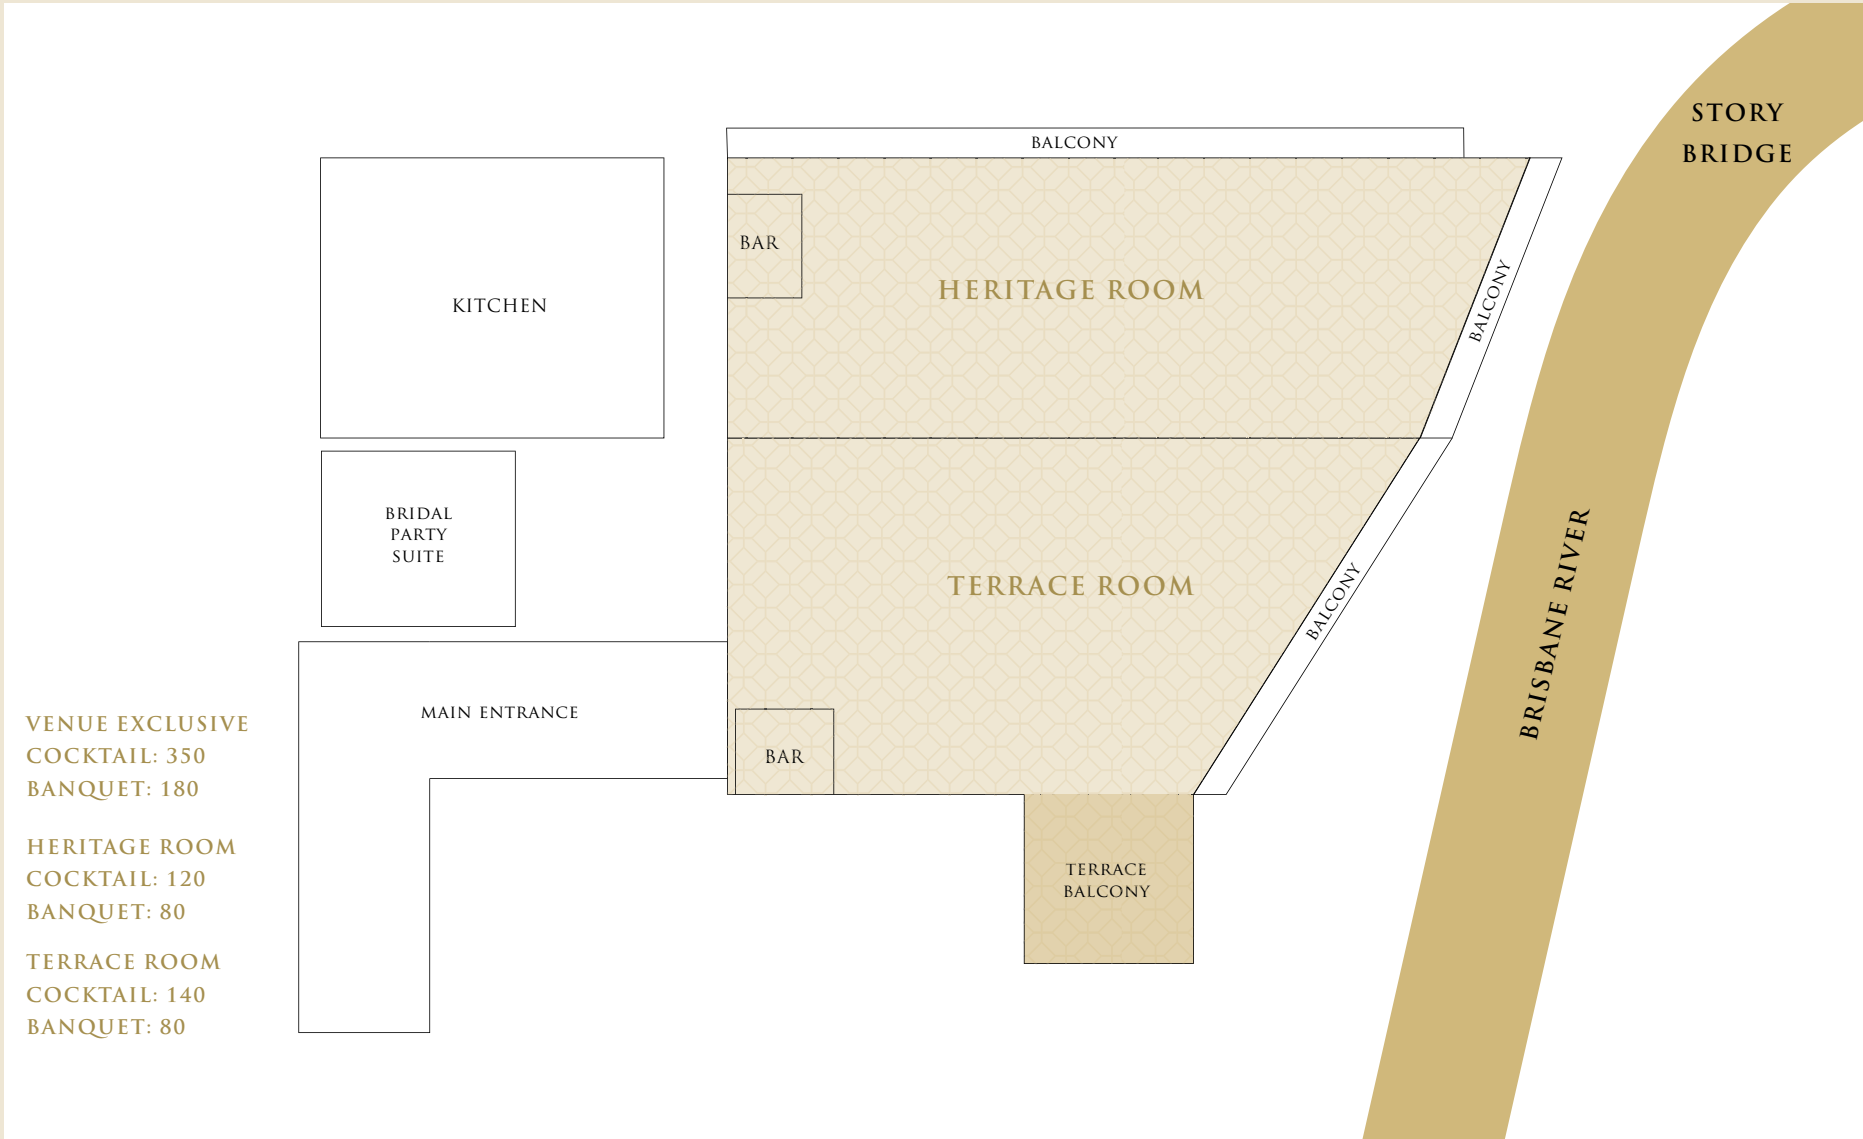 STORY
BRIDGE
BALCONY
BAR
HERITAGE ROOM
BALCONY
KITCHEN
BRIDAL
PARTY
SUITE
TERRACE ROOM
BALCONY
BRISBANE RIVER
MAIN ENTRANCE
BAR
TERRACE
BALCONY
VENUE EXCLUSIVE
COCKTAIL: 350
BANQUET: 180
HERITAGE ROOM
COCKTAIL: 120
BANQUET: 80
TERRACE ROOM
COCKTAIL: 140
BANQUET: 80